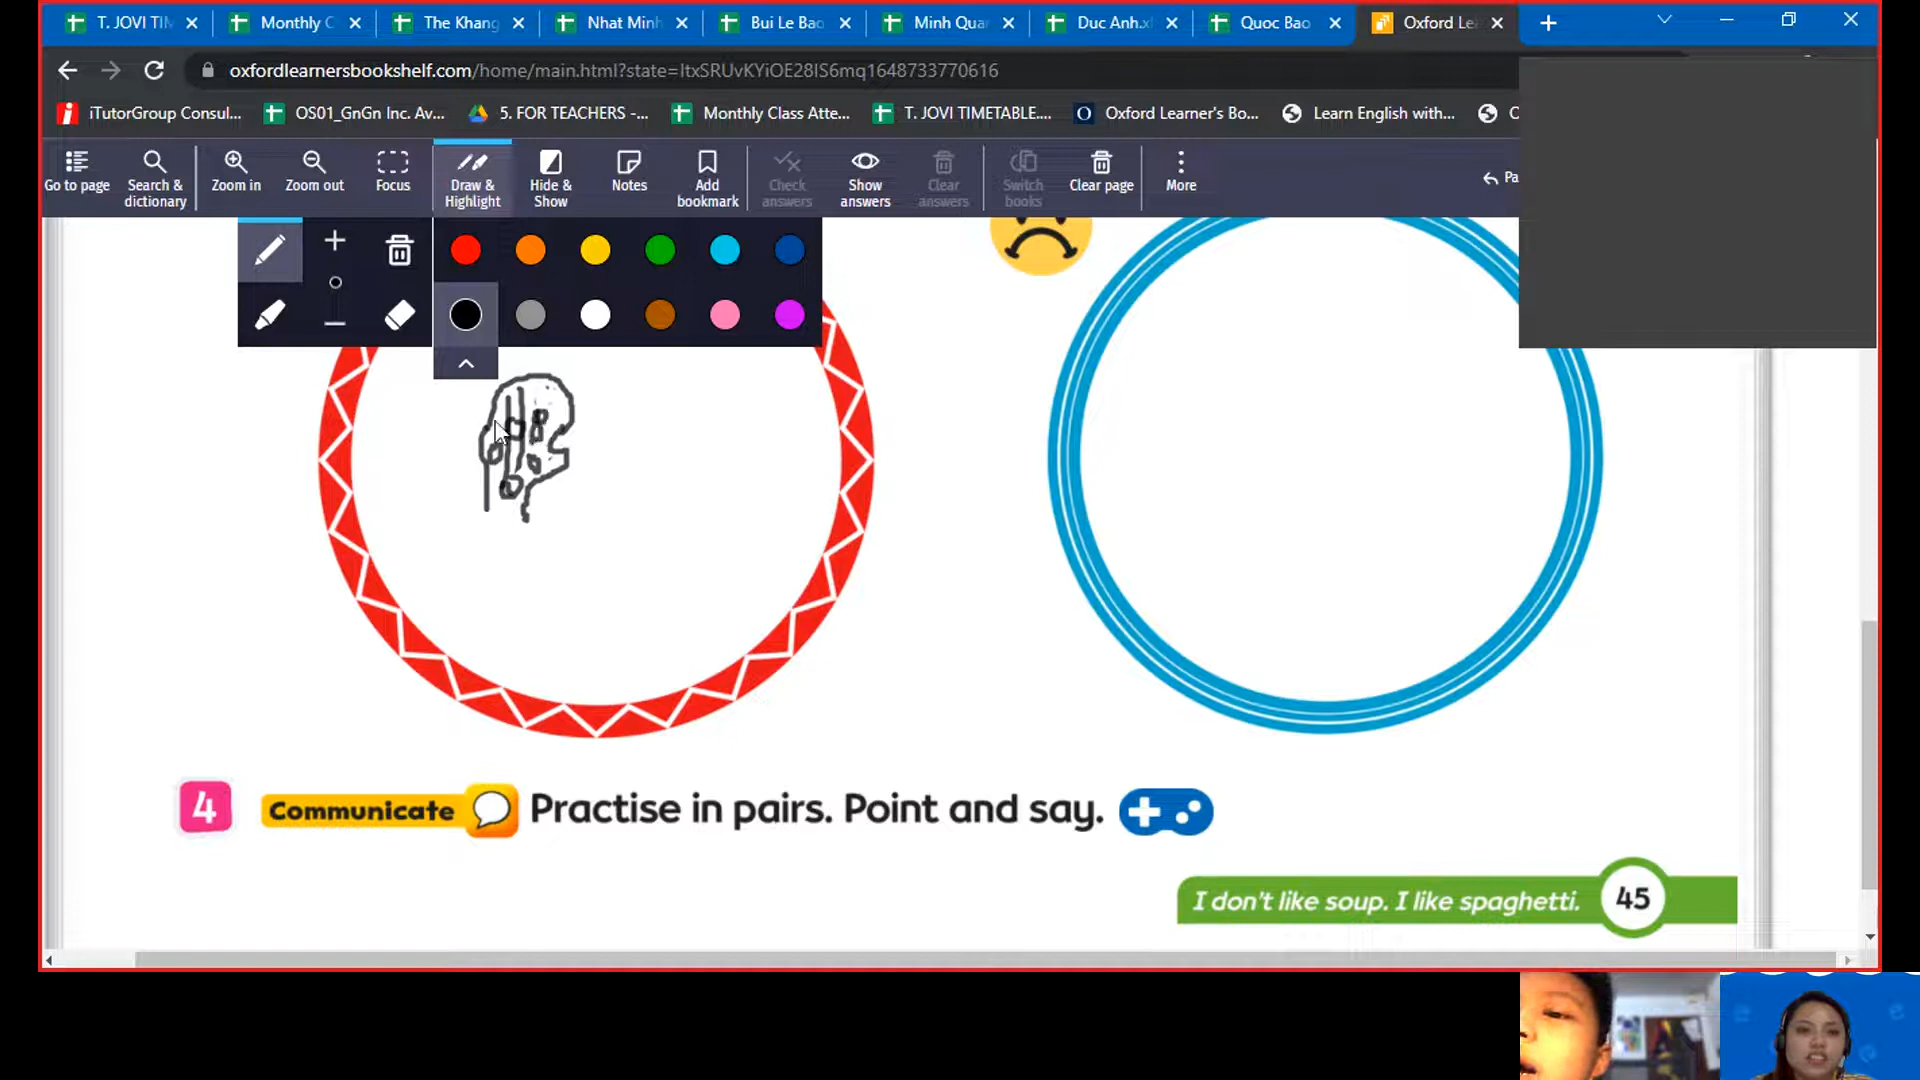 T. JOVI TIM
Monthly C
The Khang
Nhat Minh
Bui Le Bao
Minh Quar
Duc Anh.x
Quoc Bao
Oxford Le
oxfordlearnersbookshelf.com/home/main.html?state=ItxSRUvKYiOE28IS6mq1648733770616
iTutorGroup Consul...
OS01_GnGn Inc. Av...
5. FOR TEACHERS -...
Monthly Class Atte...
T. JOVI TIMETABLE....
Oxford Learner's Bo...
Learn English with...
Go to page
Search & dictionary
Zoom in
Zoom out
Focus
Draw & Highlight
Hide & Show
Notes
Add bookmark
Check answers
Show answers
Clear answers
Switch books
Clear page
More
Pa
4 Communicate Practise in pairs. Point and say.
I don't like soup. I like spaghetti. 45